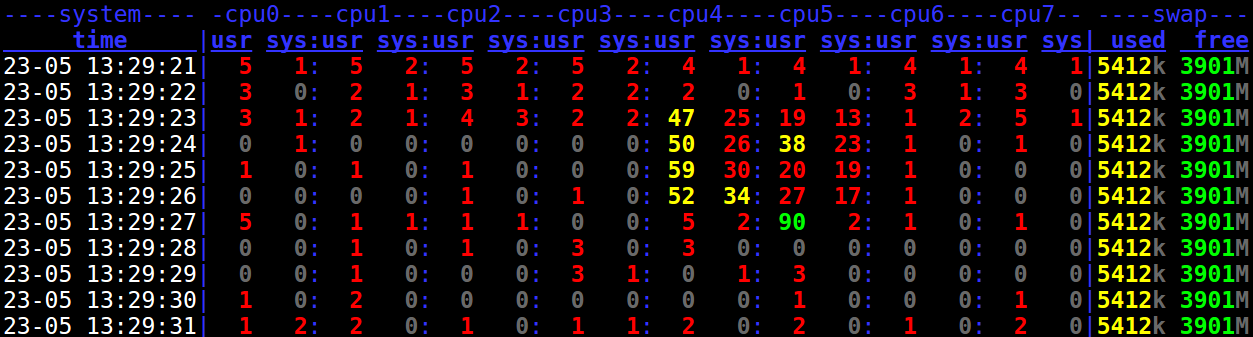 ----system---- -cpu0----cpu1----cpu2----cpu3----cpu4----cpu5----cpu6----cpu7-- ----swap---
     time     |usr sys:usr sys:usr sys:usr sys:usr sys:usr sys:usr sys:usr sys| used  free
23-05 13:29:21|  5   1:  5   2:  5   2:  5   2:  4   1:  4   1:  4   1:  4   1|5412k 3901M
23-05 13:29:22|  3   0:  2   1:  3   1:  2   2:  2   0:  1   0:  3   1:  3   0|5412k 3901M
23-05 13:29:23|  3   1:  2   1:  4   3:  2   2: 47  25: 19  13:  1   2:  5   1|5412k 3901M
23-05 13:29:24|  0   1:  0   0:  0   0:  0   0: 50  26: 38  23:  1   0:  1   0|5412k 3901M
23-05 13:29:25|  1   0:  1   0:  1   0:  0   0: 59  30: 20  19:  1   0:  0   0|5412k 3901M
23-05 13:29:26|  0   0:  0   0:  1   0:  1   0: 52  34: 27  17:  1   0:  0   0|5412k 3901M
23-05 13:29:27|  5   0:  1   1:  1   1:  0   0:  5   2: 90   2:  1   0:  1   0|5412k 3901M
23-05 13:29:28|  0   0:  1   0:  1   0:  3   0:  3   0:  0   0:  0   0:  0   0|5412k 3901M
23-05 13:29:29|  0   0:  1   0:  0   0:  3   1:  0   1:  3   0:  0   0:  0   0|5412k 3901M
23-05 13:29:30|  1   0:  2   0:  0   0:  0   0:  0   0:  1   0:  0   0:  1   0|5412k 3901M
23-05 13:29:31|  1   2:  2   0:  1   0:  1   1:  2   0:  2   0:  1   0:  2   0|5412k 3901M